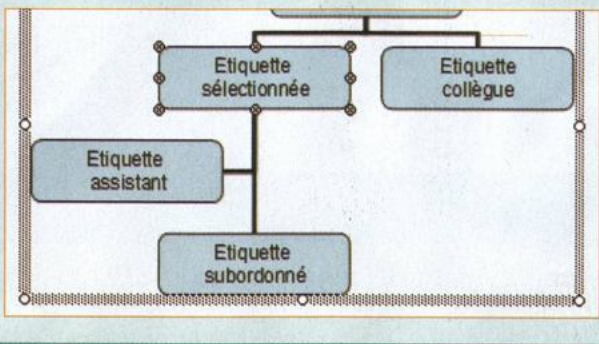 Etiquette
sélectionnée
Etiquette
collègue
Etiquette
assistant
Etiquette
subordonné